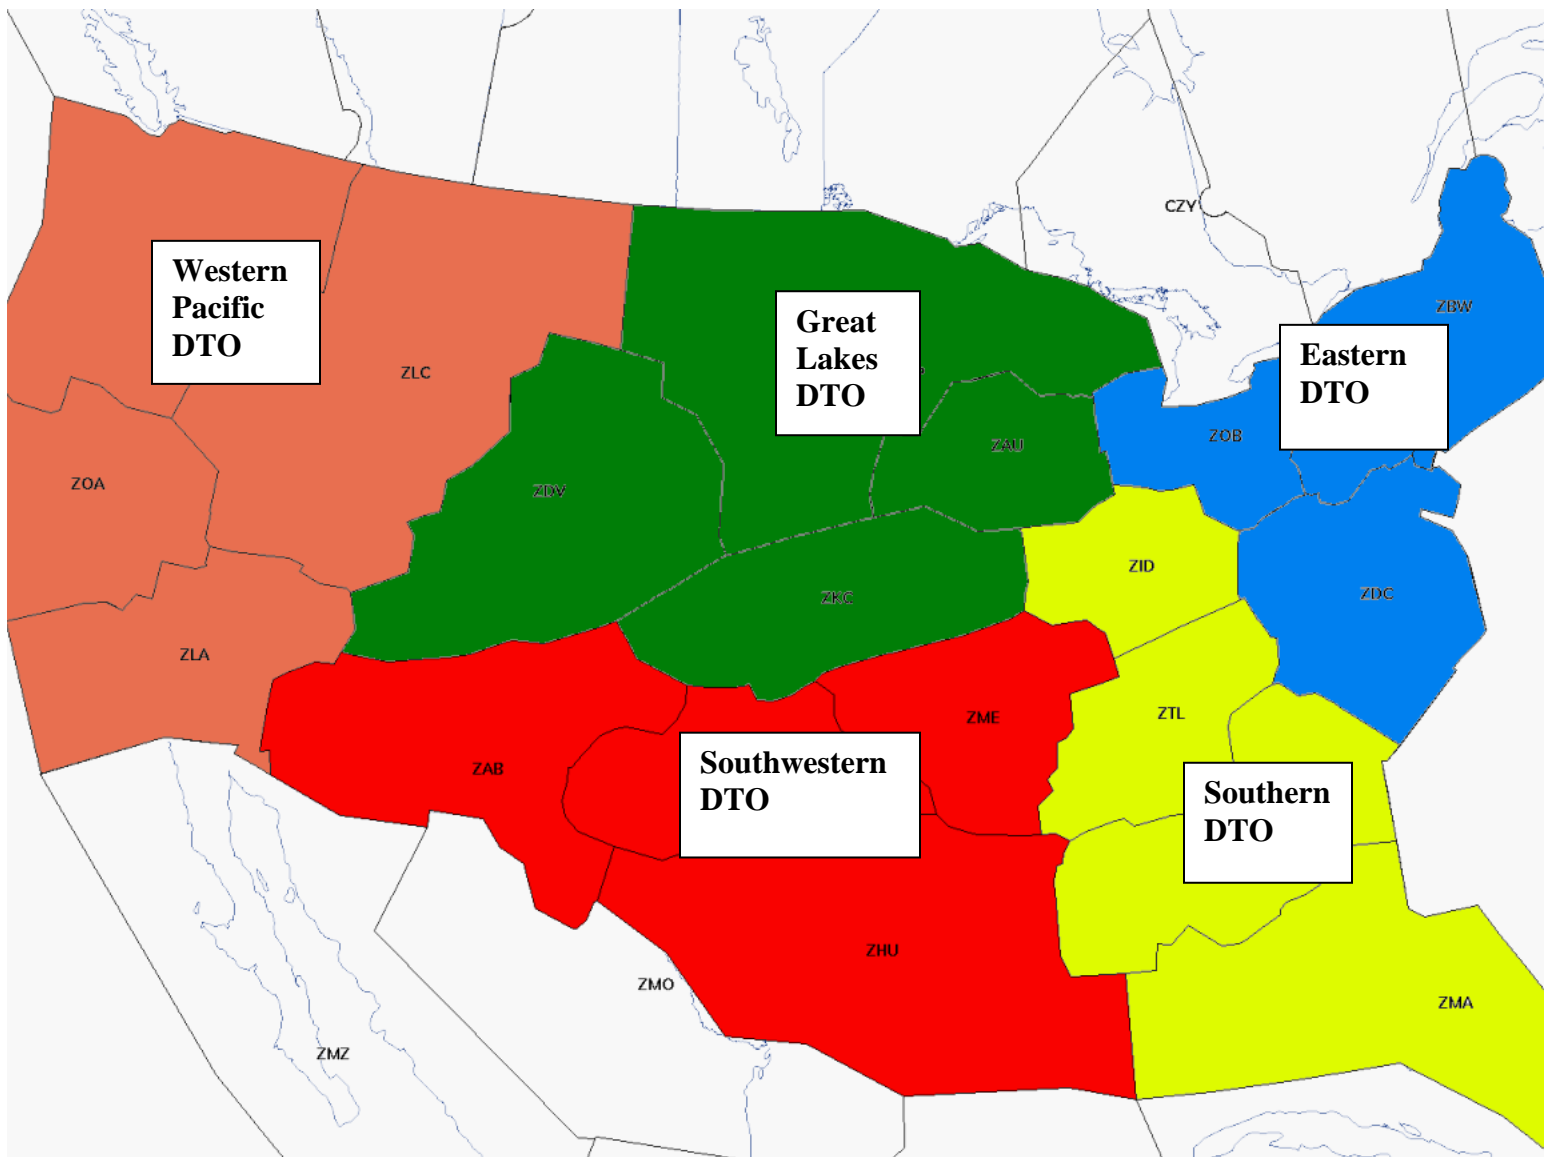 CZY
Western
Pacific
DTO
Great
Lakes
DTO
ZBW
Eastern
DTO
ZLC
ZOB
ZAU
ZOA
ZDV
ZID
ZDC
ZKC
ZLA
ZTL
ZME
Southwestern
DTO
ZAB
Southern
DTO
ZHU
ZMO
ZMA
ZMZ